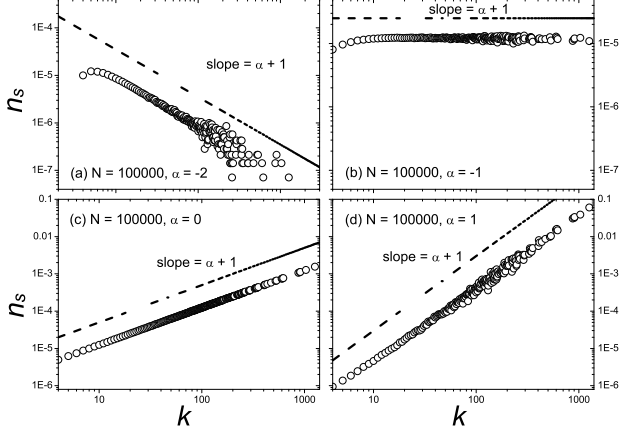 slope = α + 1
1E-4
slope = α + 1
1E-5
1E-5
n_s
1E-6
1E-6
1E-7
(a) N = 100000, α = -2
(b) N = 100000, α = -1
1E-7
0.1
(c) N = 100000, α = 0
(d) N = 100000, α = 1
0.1
0.01
0.01
slope = α + 1
slope = α + 1
1E-3
1E-3
n_s
1E-4
1E-4
1E-5
1E-5
1E-6
1E-6
10
100
1000
10
100
1000
k
k